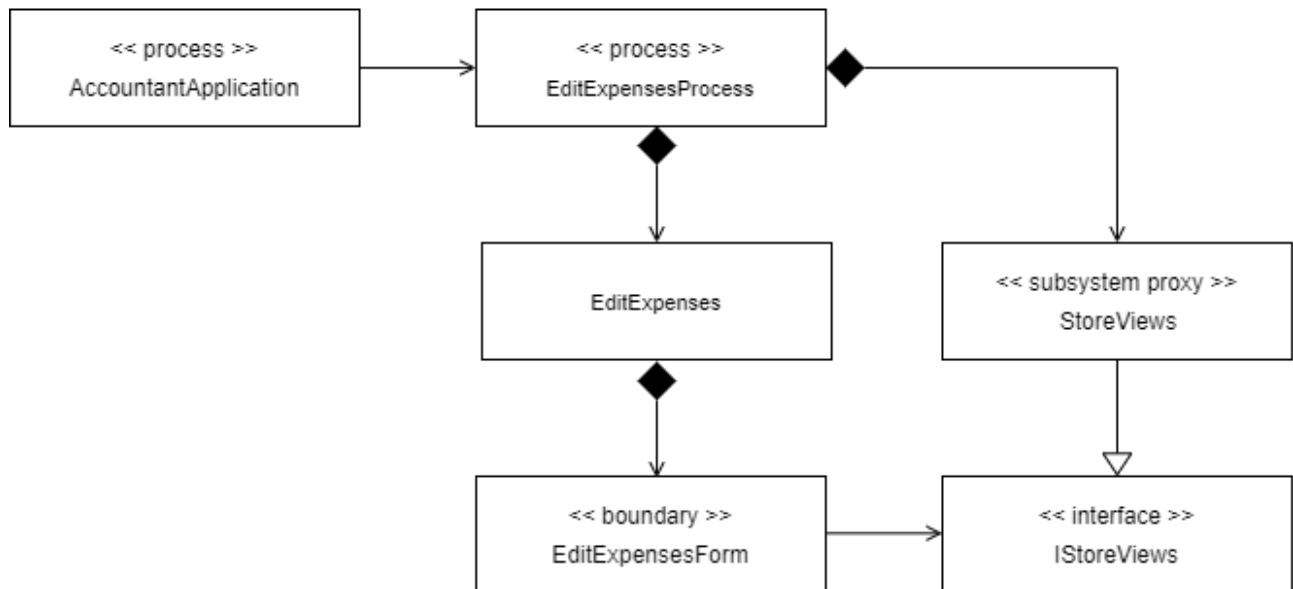 << process >>
AccountantApplication
<< process >>
EditExpensesProcess
EditExpenses
<< subsystem proxy >>
StoreViews
<< boundary >>
EditExpensesForm
<< interface >>
IStoreViews